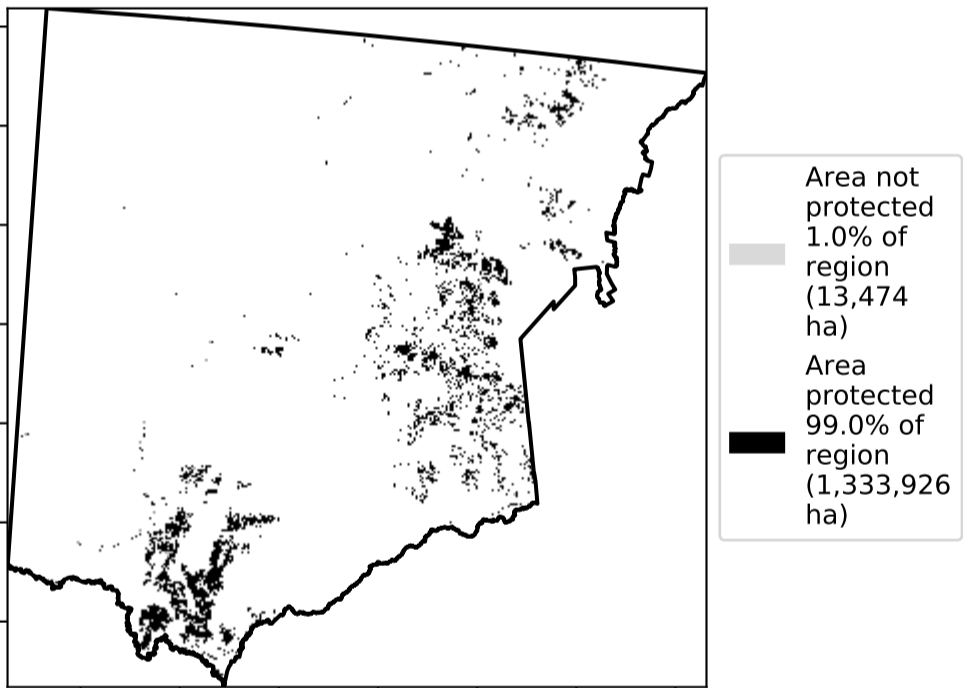 Area not
protected
1.0% of
region
(13,474
ha)
Area
protected
99.0% of
region
(1,333,926
ha)